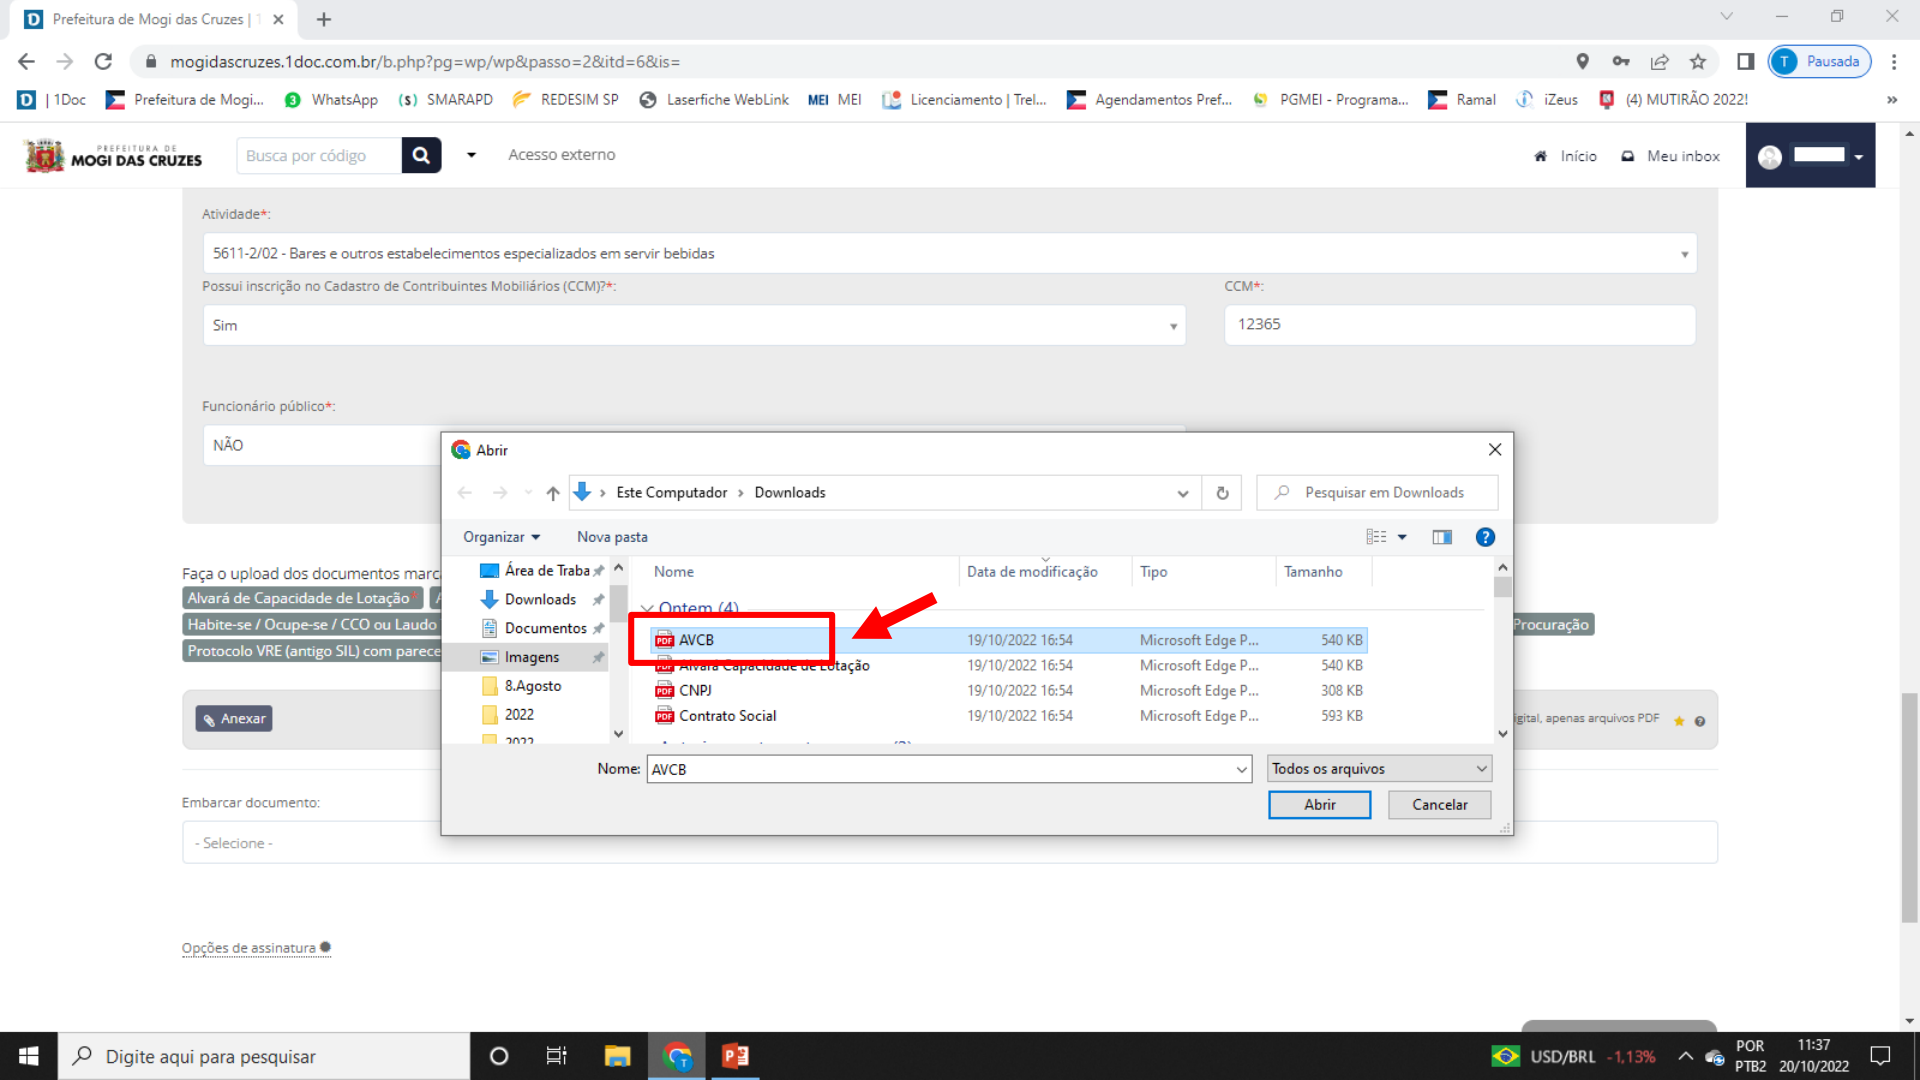 Prefeitura de Mogi das Cruzes |
mogidascruzes.1doc.com.br/b.php?pg=wp/wp&passo=2&itd=6&is=
T Pausada
| 1Doc Prefeitura de Mogi... WhatsApp (s) SMARAPD REDESIM SP Laserfiche WebLink MEI MEI Licenciamento | Trel... Agendamentos Pref... PGMEI - Programa... Ramal iZeus (4) MUTIRÃO 2022! »
PREFEITURA DE
MOGI DAS CRUZES
Busca por código
Acesso externo
Início
Meu inbox
Atividade*:
5611-2/02 - Bares e outros estabelecimentos especializados em servir bebidas
Possui inscrição no Cadastro de Contribuintes Mobiliários (CCM)?*: CCM*:
Sim
12365
Funcionário público*:
NÃO
Abrir
Este Computador › Downloads
Pesquisar em Downloads
Organizar Nova pasta
Área de Traba
Downloads
Documentos
Imagens
8.Agosto
2022
2022
Nome Data de modificação Tipo Tamanho
Ontem (4)
AVCB 19/10/2022 16:54 Microsoft Edge P... 540 KB
Alvará Capacidade de Lotação 19/10/2022 16:54 Microsoft Edge P... 540 KB
CNPJ 19/10/2022 16:54 Microsoft Edge P... 308 KB
Contrato Social 19/10/2022 16:54 Microsoft Edge P... 593 KB
Nome: AVCB
Todos os arquivos
Abrir Cancelar
Faça o upload dos documentos marc
Alvará de Capacidade de Lotação*
Habite-se / Ocupe-se / CCO ou Laudo
Procuração
Protocolo VRE (antigo SIL) com parece
Anexar
igital, apenas arquivos PDF
Embarcar documento:
- Selecione -
Opções de assinatura
Digite aqui para pesquisar
USD/BRL -1,13%
POR
PTB2
11:37
20/10/2022